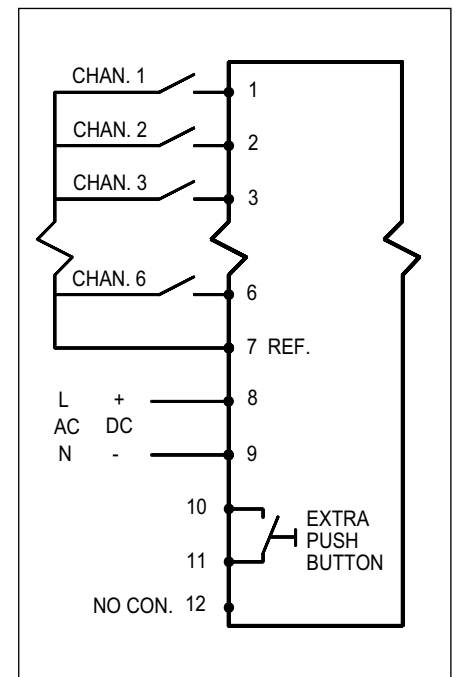 CHAN. 1
1
CHAN. 2
2
CHAN. 3
3
CHAN. 6
6
7 REF.
L + 8
AC DC
N - 9
10
EXTRA
PUSH
BUTTON
11
NO CON. 12